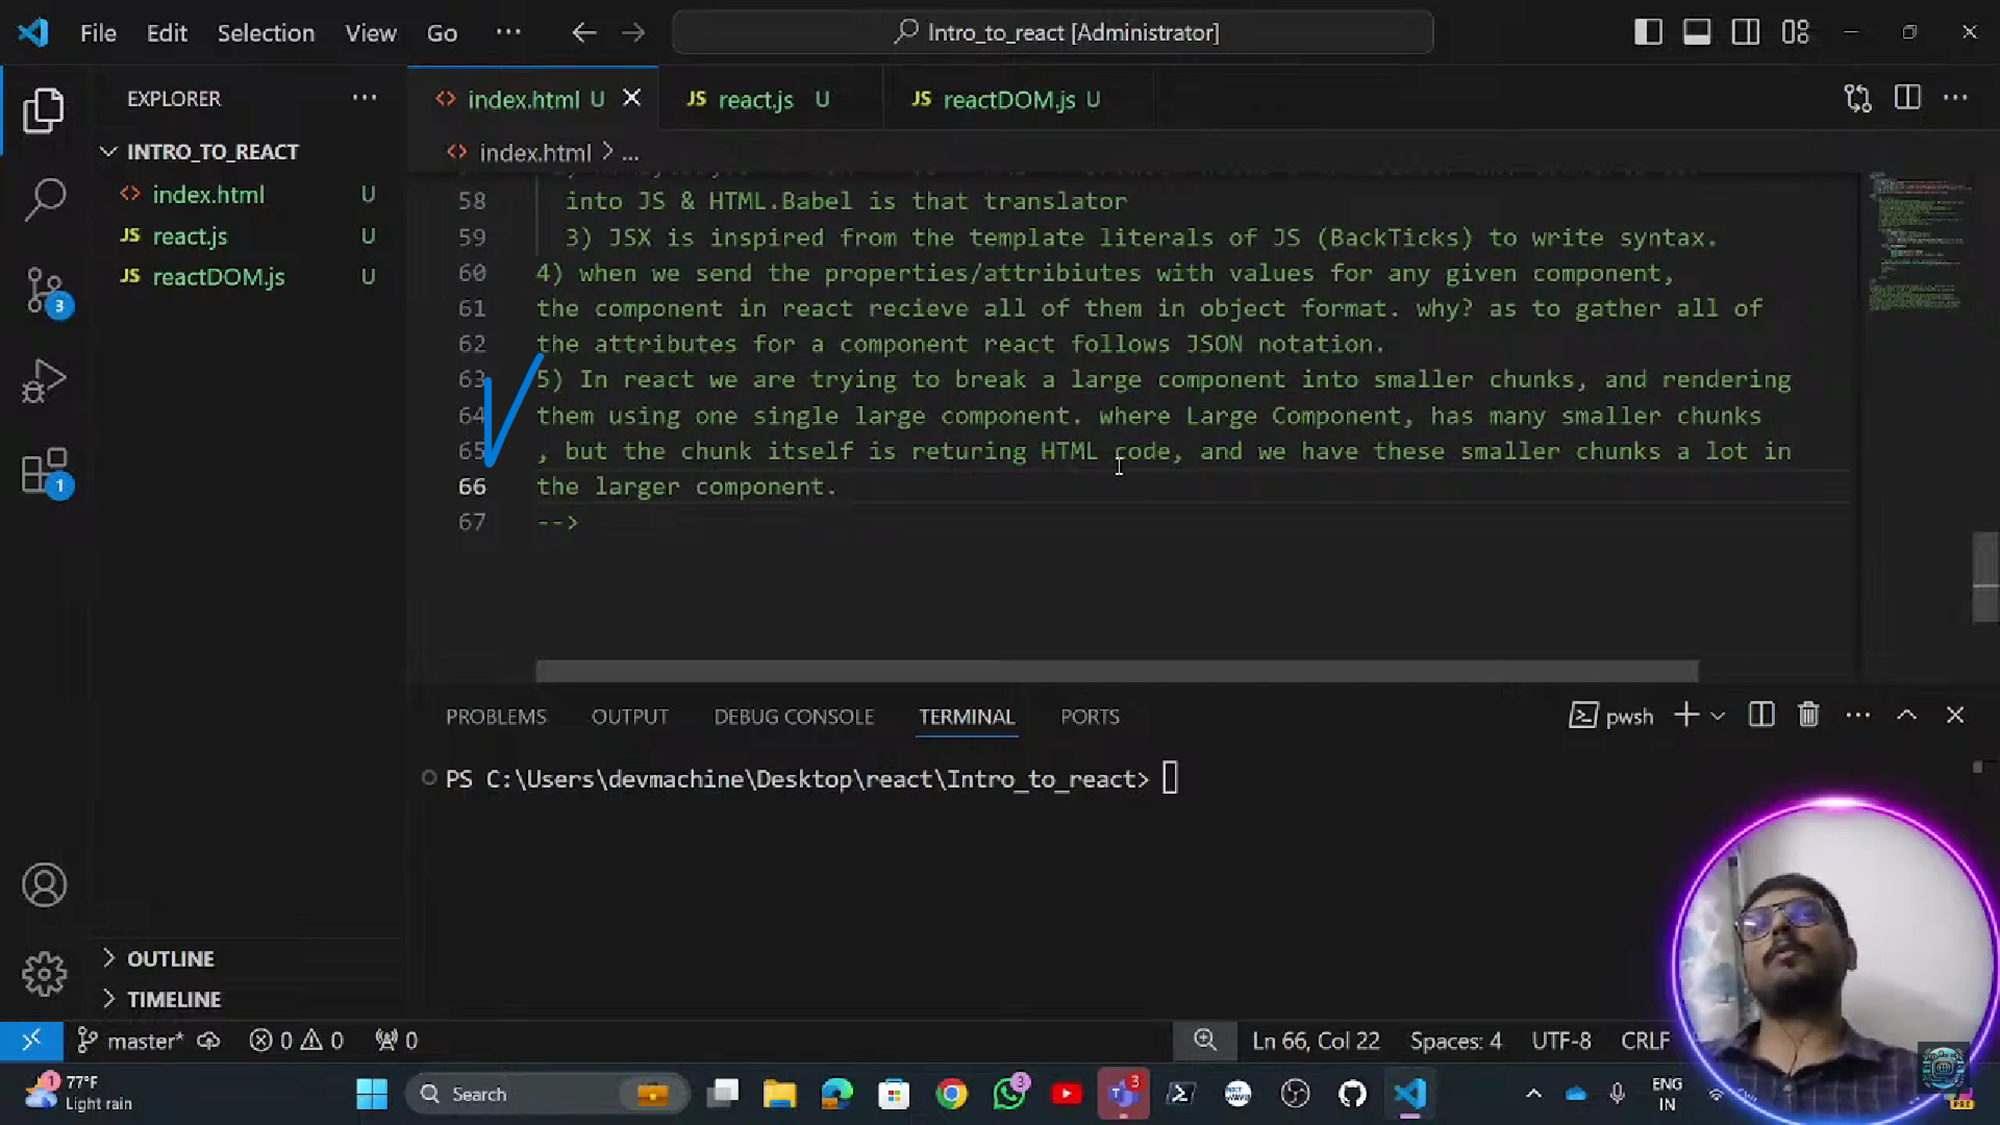 File Edit Selection View Go ... Intro_to_react [Administrator]
EXPLORER ...
INTRO_TO_REACT
index.html U
JS react.js U
JS reactDOM.js U
index.html U
JS react.js U
JS reactDOM.js U
index.html > ...
58 into JS & HTML.Babel is that translator
59 3) JSX is inspired from the template literals of JS (BackTicks) to write syntax.
60 4) when we send the properties/attribiutes with values for any given component,
61 the component in react recieve all of them in object format. why? as to gather all of
62 the attributes for a component react follows JSON notation.
63 5) In react we are trying to break a large component into smaller chunks, and rendering
64 them using one single large component. where Large Component, has many smaller chunks
65 , but the chunk itself is returing HTML code, and we have these smaller chunks a lot in
66 the larger component.
67 -->
3
1
PROBLEMS OUTPUT DEBUG CONSOLE TERMINAL PORTS pwsh
PS C:\Users\devmachine\Desktop\react\Intro_to_react>
OUTLINE
TIMELINE
master* 0 0 0 Ln 66, Col 22 Spaces: 4 UTF-8 CRLF
1 77°F
Light rain
Search
3
3
ENG
IN